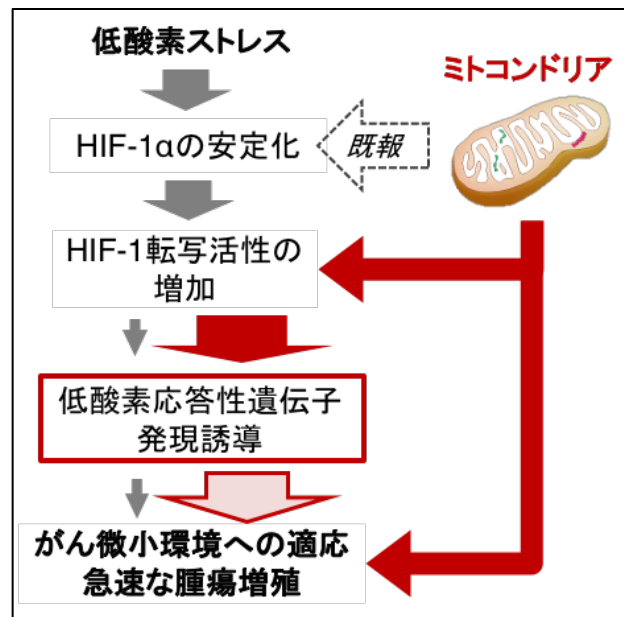 低酸素ストレス
ミトコンドリア
HIF-1αの安定化
既報
HIF-1転写活性の
増加
低酸素応答性遺伝子
発現誘導
がん微小環境への適応
急速な腫瘍増殖